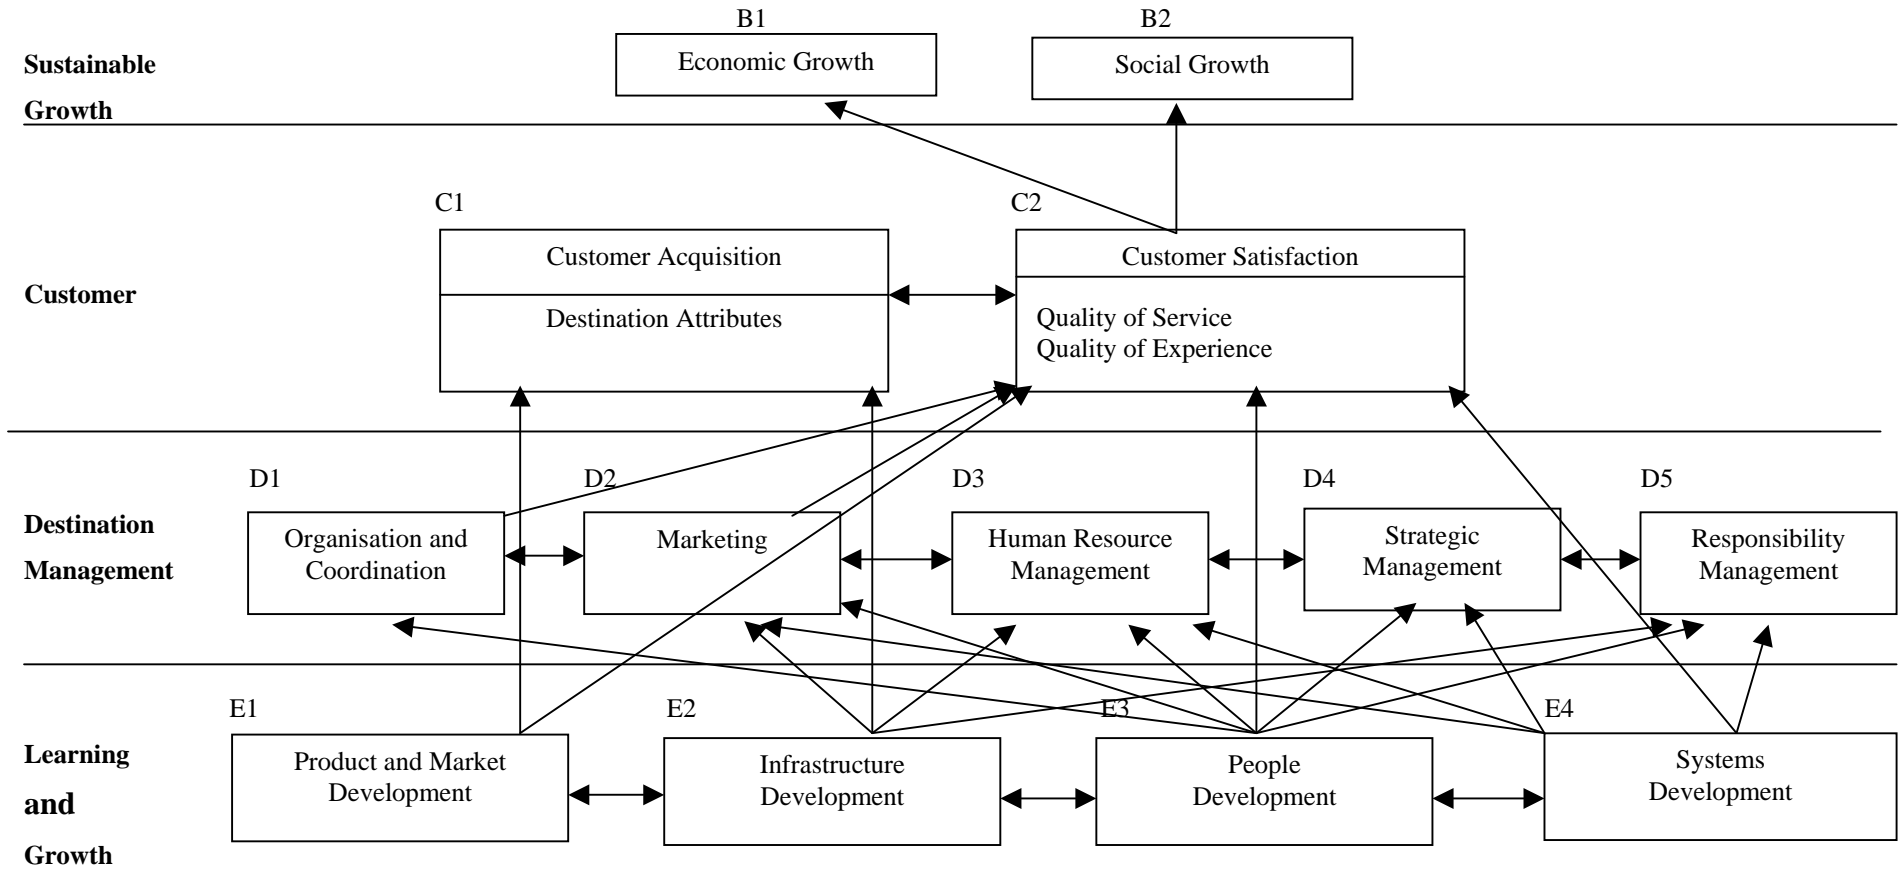 B1
B2
Sustainable
Growth
Economic Growth
Social Growth
C1
C2
Customer
Customer Acquisition
Destination Attributes
Customer Satisfaction
Quality of Service
Quality of Experience
D1
D2
D3
D4
D5
Destination
Management
Organisation and
Coordination
Marketing
Human Resource
Management
Strategic
Management
Responsibility
Management
E1
E2
E3
E4
Learning
and
Growth
Product and Market
Development
Infrastructure
Development
People
Development
Systems
Development